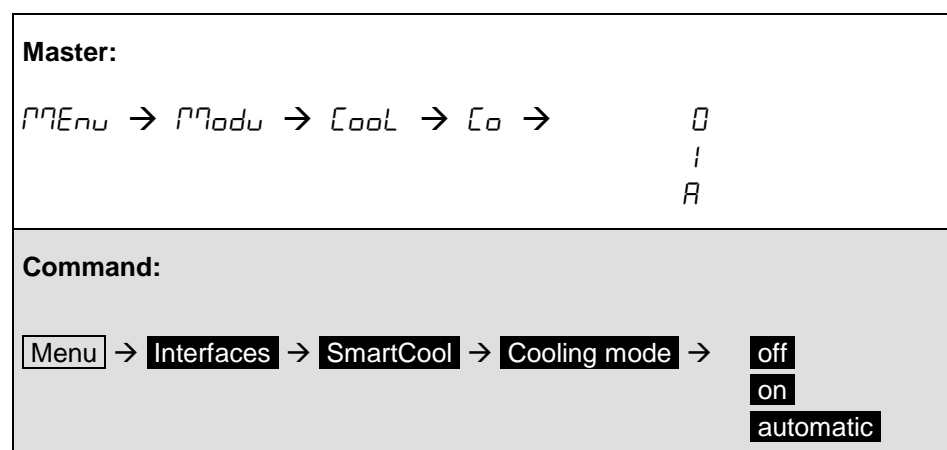 Master:
MEnu → Modu → CooL → Co → 0
1
A
Command:
Menu → Interfaces → SmartCool → Cooling mode → off
on
automatic